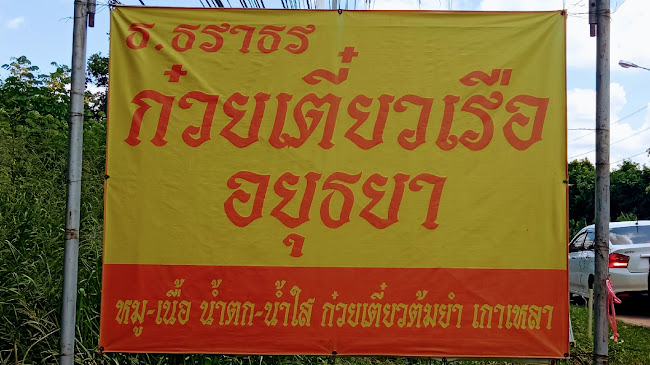 ธ.ธราธร
ก๋วยเตี๋ยวเรือ
อยุธยา
หมู-เนื้อ น้ำตก-น้ำใส ก๋วยเตี๋ยวต้มยำ เกาเหลา